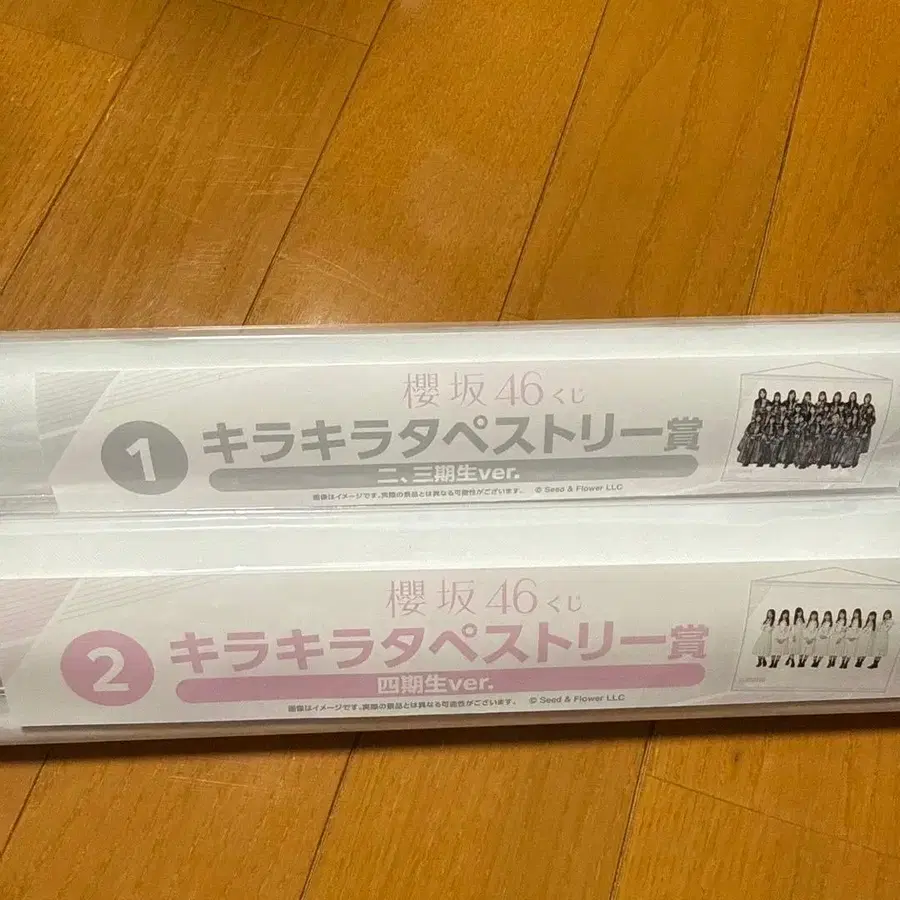 櫻坂46くじ
1 キラキラタペストリー賞
二、三期生ver.
画像はイメージです。実際の景品とは異なる可能性がございます。 © Seed & Flower LLC
櫻坂46くじ
2 キラキラタペストリー賞
四期生ver.
画像はイメージです。実際の景品とは異なる可能性がございます。 © Seed & Flower LLC